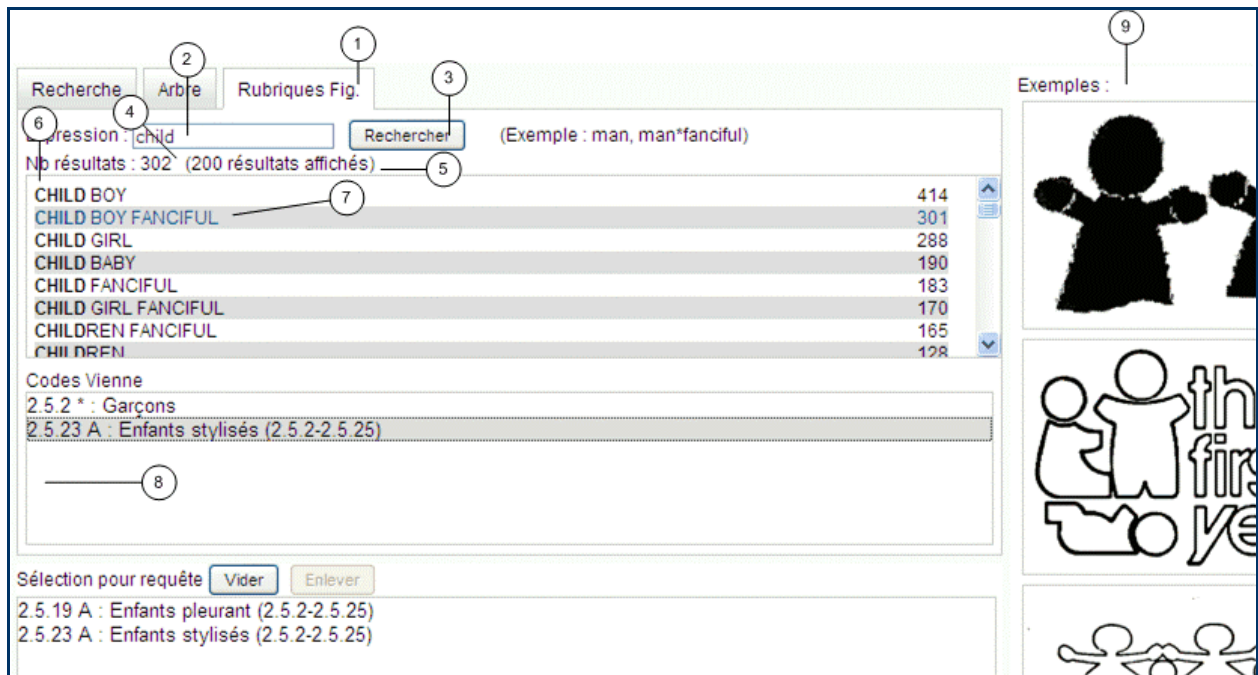 1
2
9
3
Recherche Arbre Rubriques Fig.
Exemples :
4
6
pression : child Rechercher (Exemple : man, man*fanciful)
Nb résultats : 302 (200 résultats affichés)
5
CHILD BOY 414
7
CHILD BOY FANCIFUL 301
CHILD GIRL 288
CHILD BABY 190
CHILD FANCIFUL 183
CHILD GIRL FANCIFUL 170
CHILDREN FANCIFUL 165
CHILDREN 128
Codes Vienne
2.5.2 * : Garçons
2.5.23 A : Enfants stylisés (2.5.2-2.5.25)
8
th
firs
ye
Sélection pour requête Vider Enlever
2.5.19 A : Enfants pleurant (2.5.2-2.5.25)
2.5.23 A : Enfants stylisés (2.5.2-2.5.25)